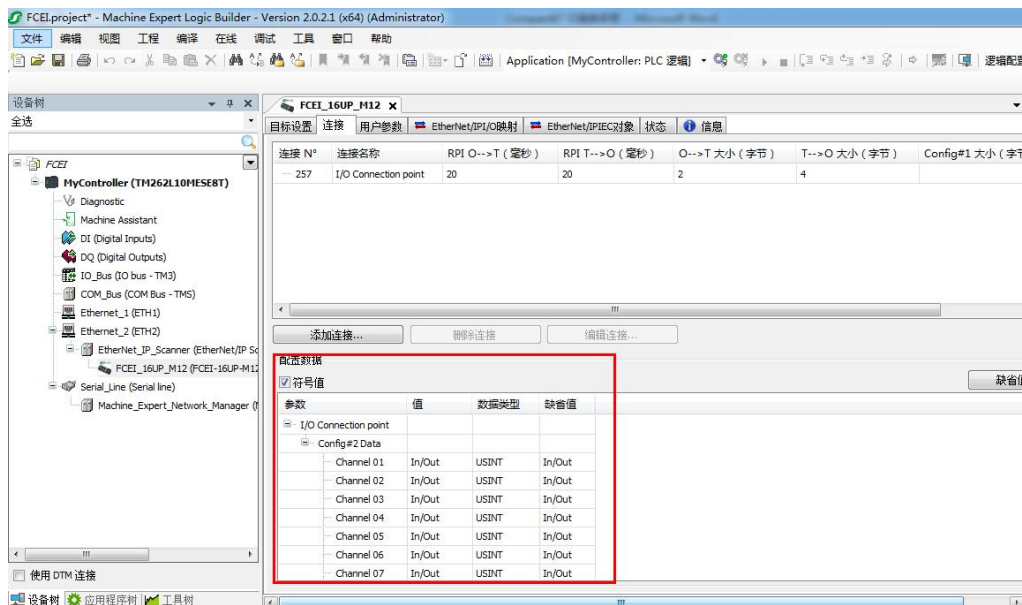 FCEI.project* - Machine Expert Logic Builder - Version 2.0.2.1 (x64) (Administrator)
文件 编辑 视图 工程 编译 在线 调试 工具 窗口 帮助
Application [MyController: PLC 逻辑] 逻辑配置
设备树
全选
FCEI
MyController (TM262L10MESE8T)
Diagnostic
Machine Assistant
DI (Digital Inputs)
DQ (Digital Outputs)
IO_Bus (IO bus - TM3)
COM_Bus (COM Bus - TMS)
Ethernet_1 (ETH1)
Ethernet_2 (ETH2)
EtherNet_IP_Scanner (EtherNet/IP Sc
FCEI_16UP_M12 (FCEI-16UP-M12
Serial_Line (Serial line)
Machine_Expert_Network_Manager (
使用 DTM 连接
设备树 应用程序树 工具树
FCEI_16UP_M12
目标设置 连接 用户参数 EtherNet/IPI/O映射 EtherNet/IPIEC对象 状态 信息
连接 N° 连接名称 RPI O-->T (毫秒) RPI T-->O (毫秒) O-->T 大小 (字节) T-->O 大小 (字节) Config#1 大小 (字节
257 I/O Connection point 20 20 2 4
添加连接... 删除连接 编辑连接...
配置数据
符号值 缺省值
参数 值 数据类型 缺省值
I/O Connection point
Config#2 Data
Channel 01 In/Out USINT In/Out
Channel 02 In/Out USINT In/Out
Channel 03 In/Out USINT In/Out
Channel 04 In/Out USINT In/Out
Channel 05 In/Out USINT In/Out
Channel 06 In/Out USINT In/Out
Channel 07 In/Out USINT In/Out